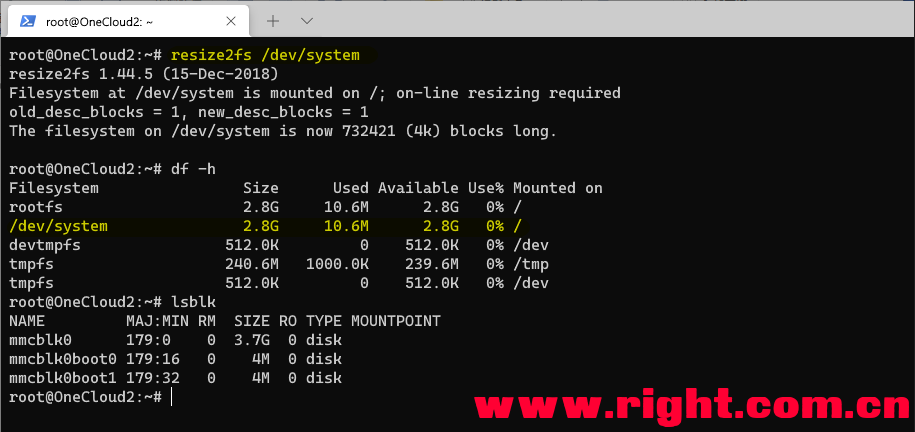 root@OneCloud2: ~
root@OneCloud2:~# resize2fs /dev/system
resize2fs 1.44.5 (15-Dec-2018)
Filesystem at /dev/system is mounted on /; on-line resizing required
old_desc_blocks = 1, new_desc_blocks = 1
The filesystem on /dev/system is now 732421 (4k) blocks long.
root@OneCloud2:~# df -h
Filesystem Size Used Available Use% Mounted on
rootfs 2.8G 10.6M 2.8G 0% /
/dev/system 2.8G 10.6M 2.8G 0% /
devtmpfs 512.0K 0 512.0K 0% /dev
tmpfs 240.6M 1000.0K 239.6M 0% /tmp
tmpfs 512.0K 0 512.0K 0% /dev
root@OneCloud2:~# lsblk
NAME MAJ:MIN RM SIZE RO TYPE MOUNTPOINT
mmcblk0 179:0 0 3.7G 0 disk
mmcblk0boot0 179:16 0 4M 0 disk
mmcblk0boot1 179:32 0 4M 0 disk
root@OneCloud2:~#
www.right.com.cn